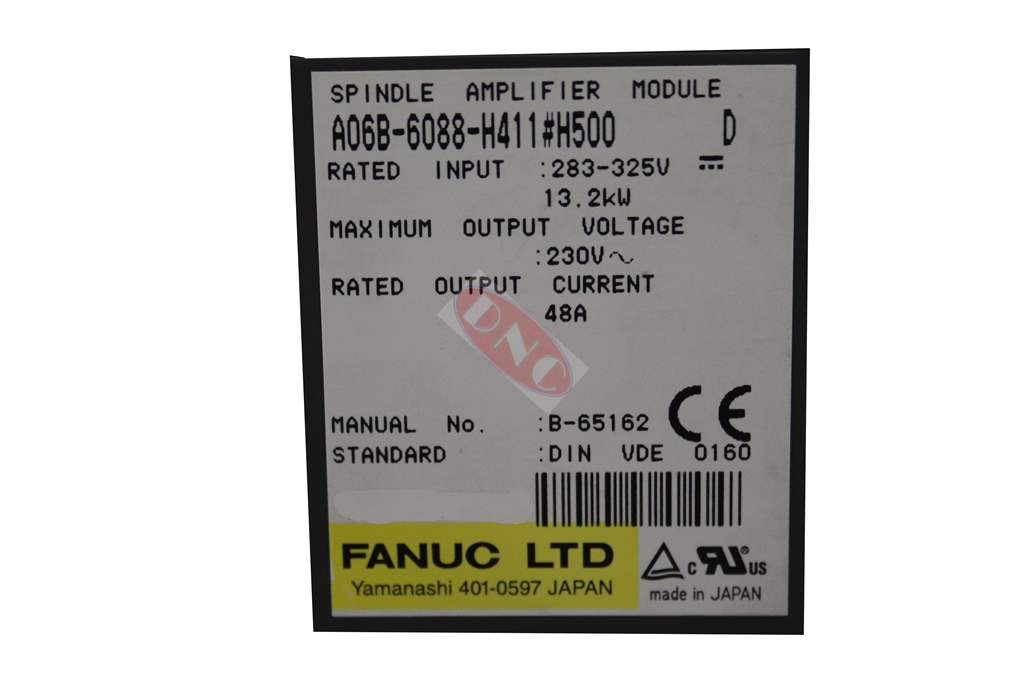 SPINDLE AMPLIFIER MODULE
A06B-6088-H411#H500 D
RATED INPUT :283-325V ⎓
13.2kW
MAXIMUM OUTPUT VOLTAGE
:230V∿
RATED OUTPUT CURRENT
48A
DNC
MANUAL No. :B-65162
CE
STANDARD :DIN VDE 0160
FANUC LTD
Yamanashi 401-0597 JAPAN
c RU® US
made in JAPAN